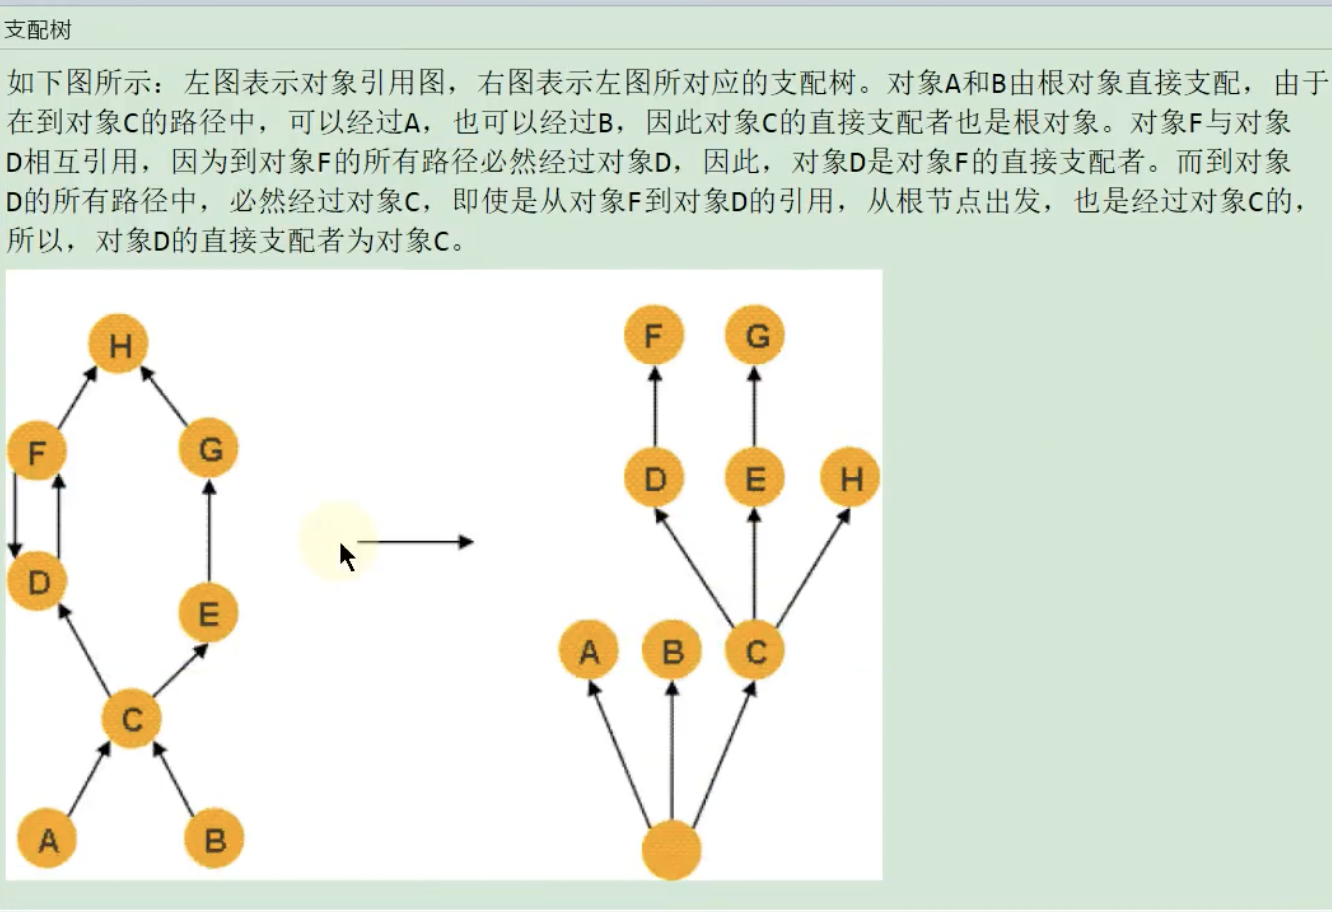 支配树
如下图所示：左图表示对象引用图，右图表示左图所对应的支配树。对象A和B由根对象直接支配，由于
在到对象C的路径中，可以经过A，也可以经过B，因此对象C的直接支配者也是根对象。对象F与对象
D相互引用，因为到对象F的所有路径必然经过对象D，因此，对象D是对象F的直接支配者。而到对象
D的所有路径中，必然经过对象C，即使是从对象F到对象D的引用，从根节点出发，也是经过对象C的，
所以，对象D的直接支配者为对象C。
H
F
G
D
E
C
A
B
F
G
D
E
H
A
B
C